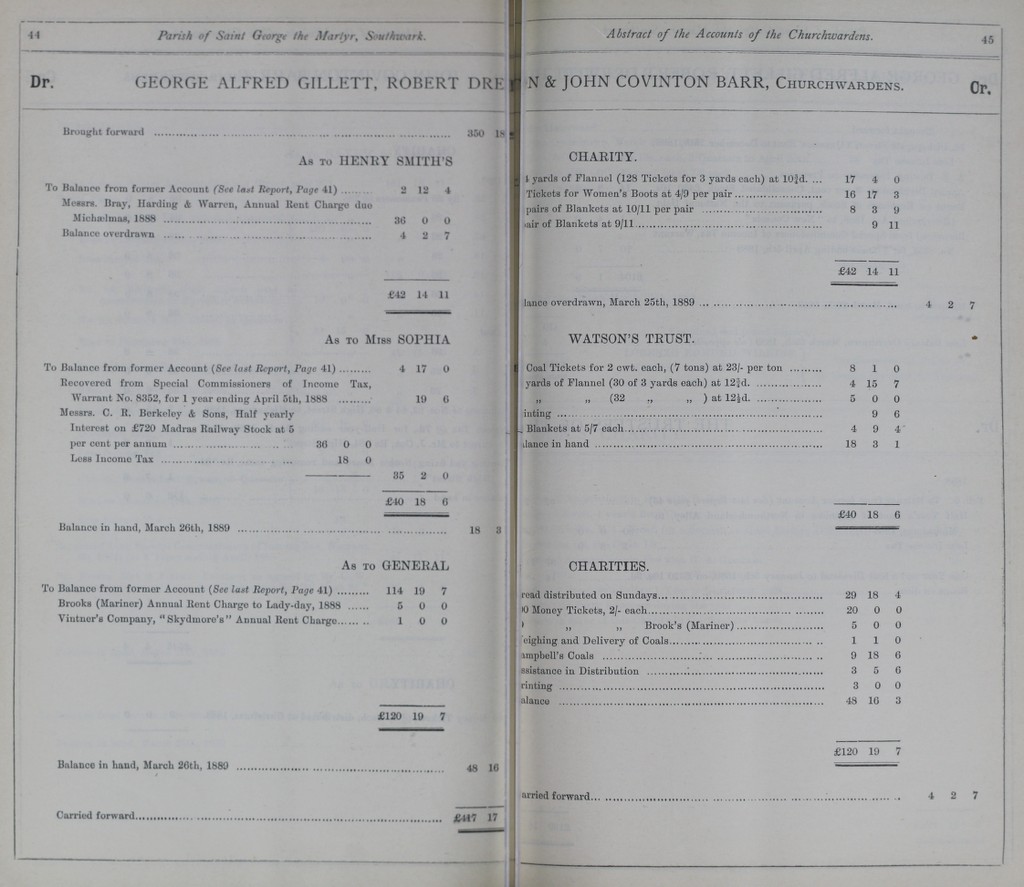 44
Parish of Saint George the Martyr, Southwark.
Dr.
GEORGE ALFRED GILLETT, ROBERT DRE
Brought forward 350 18
As to HENRY SMITH'S
To Balance from former Account (See last Report, Page 41) 2 12 4
Messrs. Bray, Harding & Warren, Annual Rent Charge due
Michælmas, 1888 36 0 0
Balance overdrawn 4 2 7
£42 14 11
As to Miss SOPHIA
To Balance from former Account (See last Report, Page 41) 4 17 0
Recovered from Special Commissioners of Income Tax,
Warrant No. 8352, for 1 year ending April 5th, 1888 19 6
Messrs. C. R. Berkeley & Sons, Half yearly
Interest on £720 Madras Railway Stock at 5
per cent per annum 36 0 0
Less Income Tax 18 0
35 2 0
£40 18 6
Balance in hand, March 26th, 1889 18 3
As to GENERAL
To Balance from former Account (See last Report, Page 41) 114 19 7
Brooks (Mariner) Annual Rent Charge to Lady-day, 1888 5 0 0
Vintner's Company, "Skydmore's" Annual Rent Charge 1 0 0
£120 19 7
Balance in hand, March 26th, 1889 48 16
Carried forward £417 17
Abstract of the Accounts of the Churchwardens.
45
N & JOHN COVINTON BARR, Churchwardens.
Cr.
CHARITY.
yards of Flannel (128 Tickets for 3 yards each) at 10¾d. 17 4 0
Tickets for Women's Boots at 4/9 per pair 16 17 3
pairs of Blankets at 10/11 per pair 8 3 9
air of Blankets at 9/11 9 11
£42 14 11
lance overdrawn, March 25th, 1889 4 2 7
WATSON'S TRUST.
Coal Tickets for 2 cwt. each, (7 tons) at 23/- per ton 8 1 0
yards of Flannel (30 of 3 yards each) at 12¾d. 4 15 7
„ „ (32 „ „ ) at 12½d. 5 0 0
inting 9 6
Blankets at 5/7 each 4 9 4
lance in hand 18 3 1
£40 18 6
CHARITIES.
read distributed on Sundays 29 18 4
0 Money Tickets, 2/- each 20 0 0
„ „ Brook's (Mariner) 5 0 0
eighing and Delivery of Coals 1 1 0
ampbell's Coals 9 18 6
ssistance in Distribution 3 5 6
rinting 3 0 0
alance 48 16 3
£120 19 7
arried forward 4 2 7